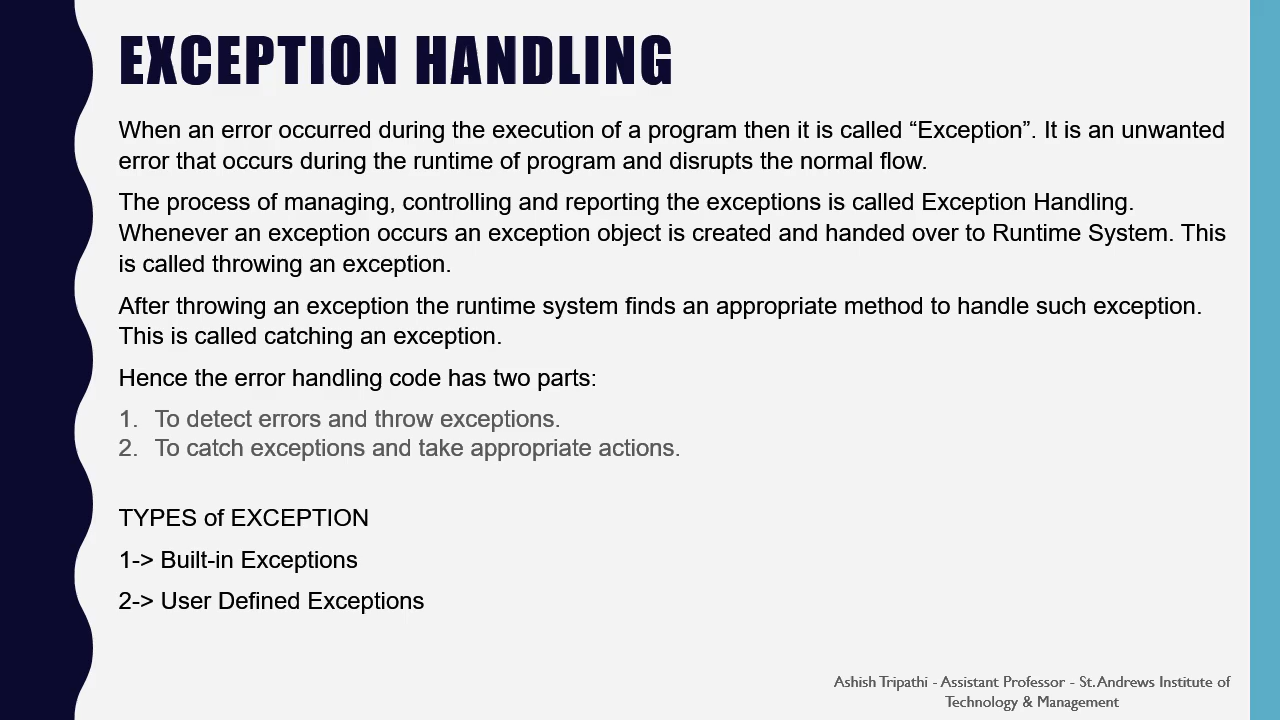 EXCEPTION HANDLING
When an error occurred during the execution of a program then it is called “Exception”. It is an unwanted
error that occurs during the runtime of program and disrupts the normal flow.
The process of managing, controlling and reporting the exceptions is called Exception Handling.
Whenever an exception occurs an exception object is created and handed over to Runtime System. This
is called throwing an exception.
After throwing an exception the runtime system finds an appropriate method to handle such exception.
This is called catching an exception.
Hence the error handling code has two parts:
1. To detect errors and throw exceptions.
2. To catch exceptions and take appropriate actions.
TYPES of EXCEPTION
1-> Built-in Exceptions
2-> User Defined Exceptions
Ashish Tripathi - Assistant Professor - St. Andrews Institute of
Technology & Management